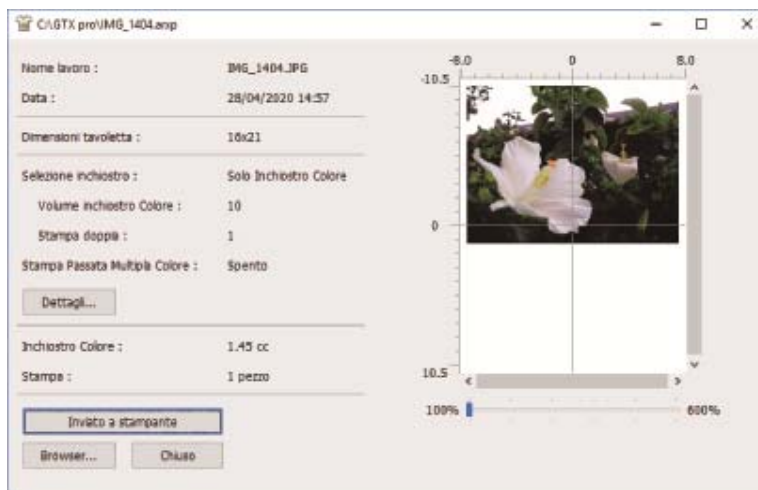 C:\GTX pro\IMG_1404.arxp
Nome lavoro : IMG_1404.JPG
Data : 28/04/2020 14:57
Dimensioni tavoletta : 16x21
Selezione inchiostro : Solo Inchiostro Colore
Volume inchiostro Colore : 10
Stampa doppia : 1
Stampa Passata Multipla Colore : Spento
Dettagli...
Inchiostro Colore : 1.45 cc
Stampa : 1 pezzo
Inviato a stampante
Browser... Chiuso
-8.0 0 8.0
-10.5
0
10.5
100% 600%